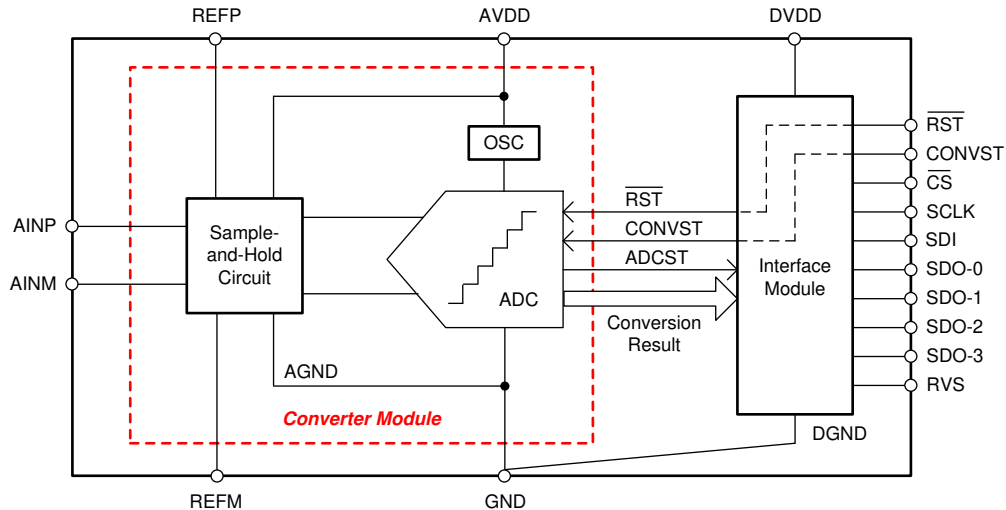 REFP
AVDD
DVDD
OSC
RST
CONVST
CS
SCLK
SDI
SDO-0
SDO-1
SDO-2
SDO-3
RVS
AINP
AINM
Sample-
and-Hold
Circuit
ADC
RST
CONVST
ADCST
Conversion
Result
Interface
Module
AGND
Converter Module
DGND
REFM
GND